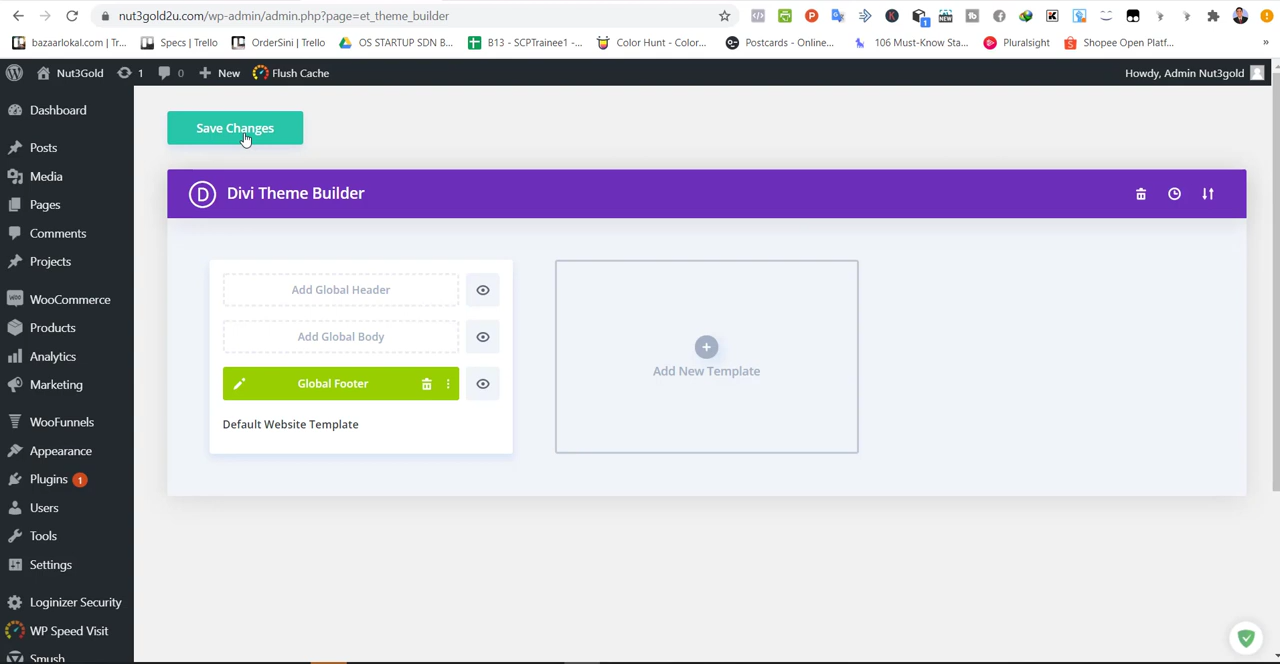 nut3gold2u.com/wp-admin/admin.php?page=et_theme_builder
bazaarlokal.com | Tr... Specs | Trello OrderSini | Trello OS STARTUP SDN B... B13 - SCPTrainee1 -... Color Hunt - Color... Postcards - Online... 106 Must-Know Sta... Pluralsight Shopee Open Platf... »
Nut3Gold 1 0 New Flush Cache Howdy, Admin Nut3gold
Dashboard
Posts
Media
Pages
Comments
Projects
WooCommerce
Products
Analytics
Marketing
WooFunnels
Appearance
Plugins 1
Users
Tools
Settings
Loginizer Security
WP Speed Visit
Smush
Save Changes
D Divi Theme Builder
Add Global Header
Add Global Body
Global Footer
Default Website Template
Add New Template